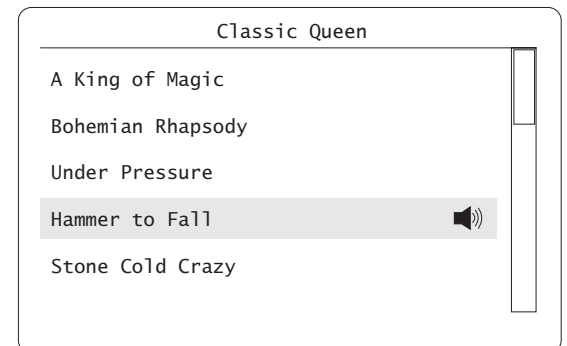 Classic Queen
A King of Magic
Bohemian Rhapsody
Under Pressure
Hammer to Fall
Stone Cold Crazy